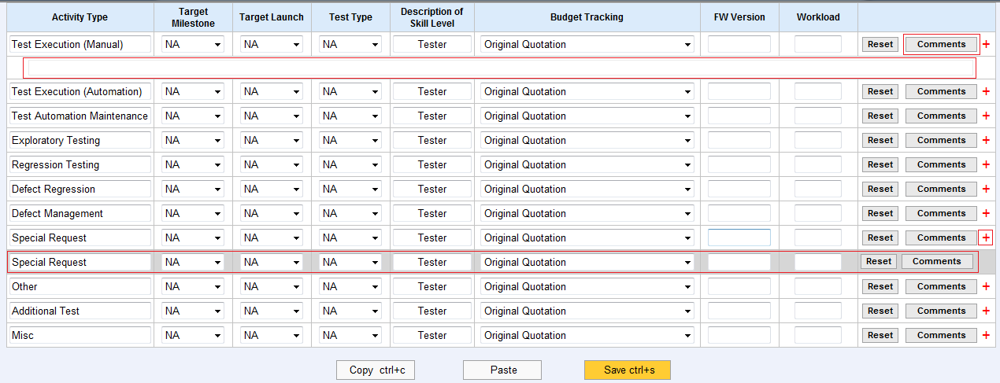 Activity Type Target Milestone Target Launch Test Type Description of Skill Level Budget Tracking FW Version Workload
Test Execution (Manual) NA NA NA Tester Original Quotation Reset Comments +
Test Execution (Automation) NA NA NA Tester Original Quotation Reset Comments +
Test Automation Maintenance NA NA NA Tester Original Quotation Reset Comments +
Exploratory Testing NA NA NA Tester Original Quotation Reset Comments +
Regression Testing NA NA NA Tester Original Quotation Reset Comments +
Defect Regression NA NA NA Tester Original Quotation Reset Comments +
Defect Management NA NA NA Tester Original Quotation Reset Comments +
Special Request NA NA NA Tester Original Quotation Reset Comments +
Special Request NA NA NA Tester Original Quotation Reset Comments
Other NA NA NA Tester Original Quotation Reset Comments +
Additional Test NA NA NA Tester Original Quotation Reset Comments +
Misc NA NA NA Tester Original Quotation Reset Comments +
Copy ctrl+c Paste Save ctrl+s